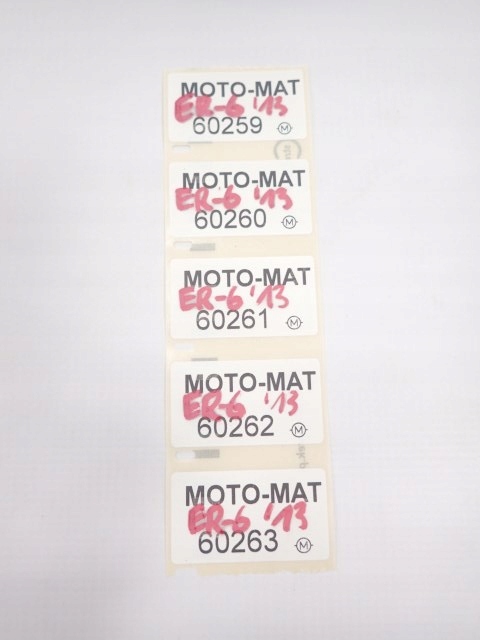 MOTO-MAT
ER-6 '13
60259 M
MOTO-MAT
ER-6 '13
60260 M
MOTO-MAT
ER-6 '13
60261 M
MOTO-MAT
ER-6 '13
60262 M
MOTO-MAT
ER-6 '13
60263 M